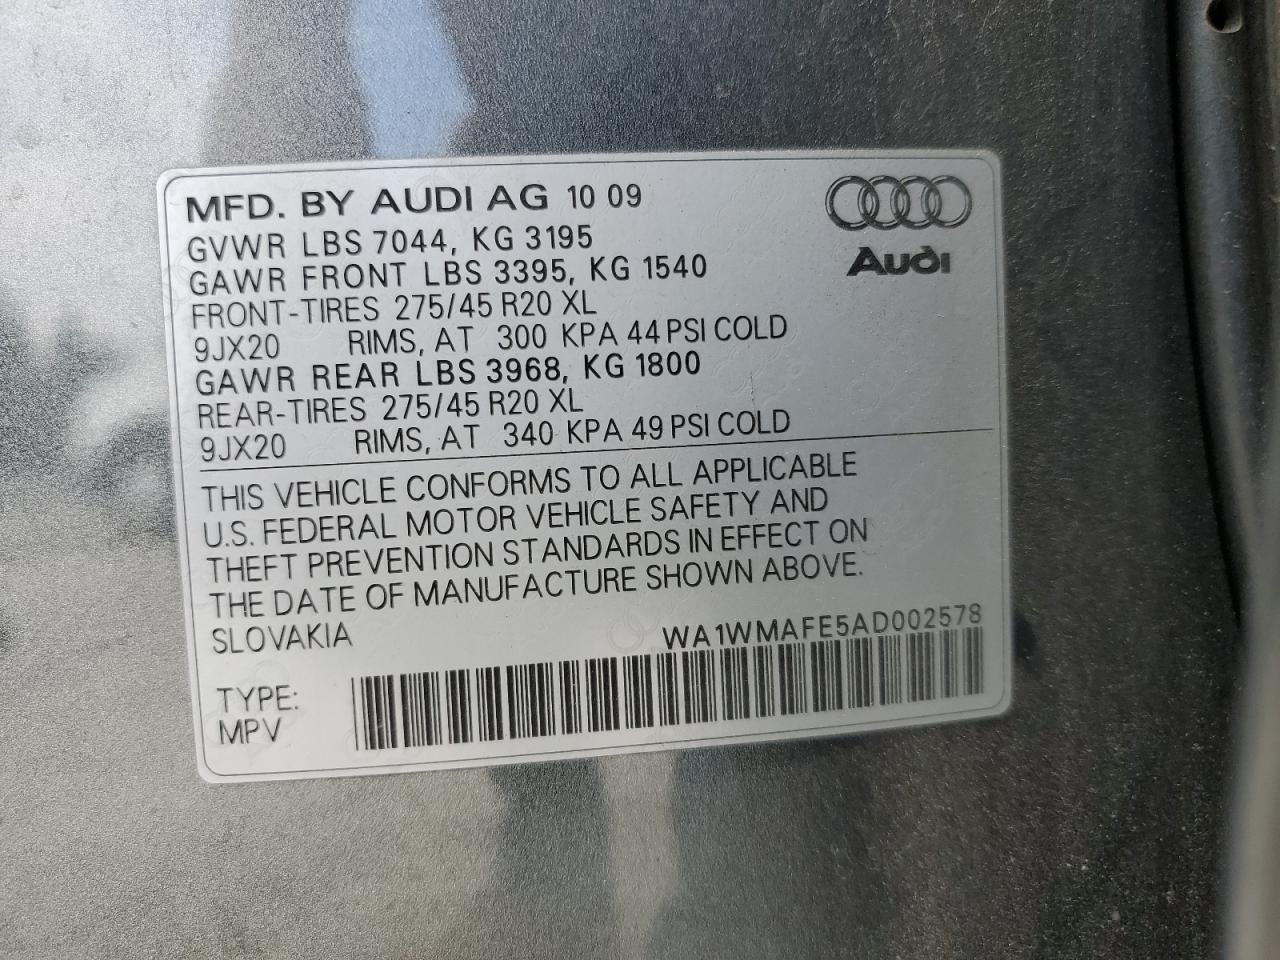 MFD. BY AUDI AG 10 09
GVWR LBS 7044, KG 3195
GAWR FRONT LBS 3395, KG 1540
FRONT-TIRES 275/45 R20 XL
9JX20 RIMS, AT 300 KPA 44 PSI COLD
GAWR REAR LBS 3968, KG 1800
REAR-TIRES 275/45 R20 XL
9JX20 RIMS, AT 340 KPA 49 PSI COLD
Audi
THIS VEHICLE CONFORMS TO ALL APPLICABLE
U.S. FEDERAL MOTOR VEHICLE SAFETY AND
THEFT PREVENTION STANDARDS IN EFFECT ON
THE DATE OF MANUFACTURE SHOWN ABOVE.
SLOVAKIA WA1WMAFE5AD002578
TYPE:
MPV